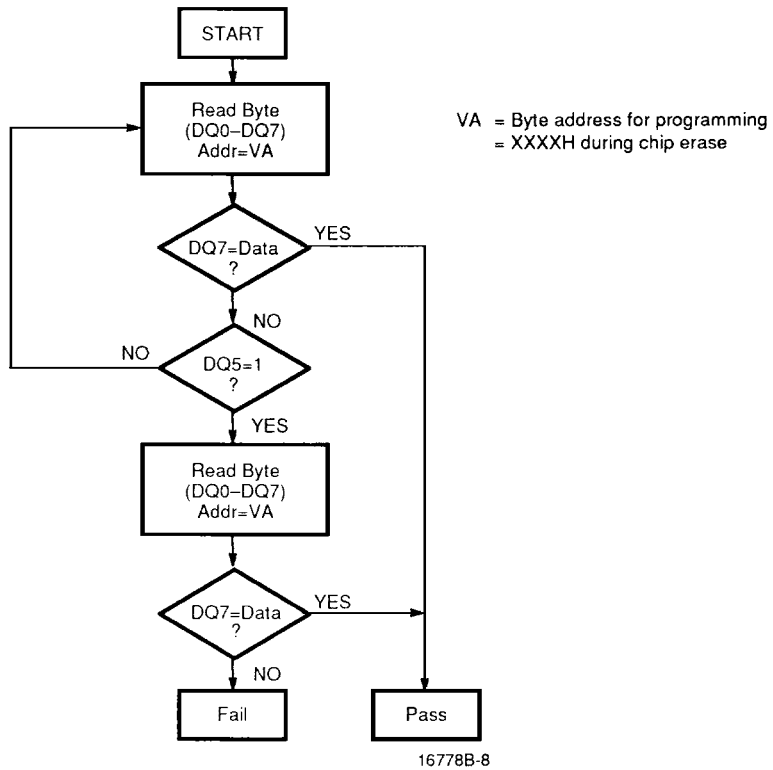 START
Read Byte
(DQ0–DQ7)
Addr=VA
VA = Byte address for programming
= XXXXH during chip erase
DQ7=Data
?
YES
NO
DQ5=1
?
NO
YES
Read Byte
(DQ0–DQ7)
Addr=VA
DQ7=Data
?
YES
NO
Fail
Pass
16778B-8